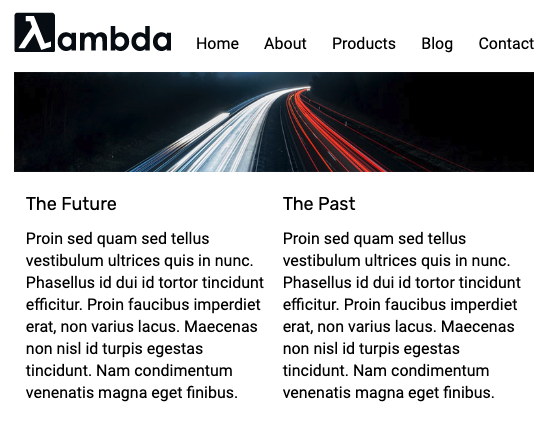 λambda
Home About Products Blog Contact
The Future
Proin sed quam sed tellus
vestibulum ultrices quis in nunc.
Phasellus id dui id tortor tincidunt
efficitur. Proin faucibus imperdiet
erat, non varius lacus. Maecenas
non nisl id turpis egestas
tincidunt. Nam condimentum
venenatis magna eget finibus.
The Past
Proin sed quam sed tellus
vestibulum ultrices quis in nunc.
Phasellus id dui id tortor tincidunt
efficitur. Proin faucibus imperdiet
erat, non varius lacus. Maecenas
non nisl id turpis egestas
tincidunt. Nam condimentum
venenatis magna eget finibus.